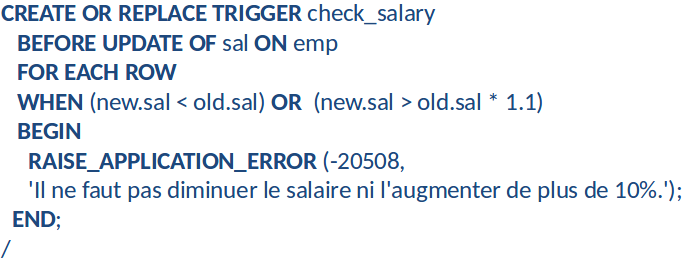 CREATE OR REPLACE TRIGGER check_salary
BEFORE UPDATE OF sal ON emp
FOR EACH ROW
WHEN (new.sal < old.sal) OR (new.sal > old.sal * 1.1)
BEGIN
RAISE_APPLICATION_ERROR (-20508,
'Il ne faut pas diminuer le salaire ni l'augmenter de plus de 10%.');
END;
/